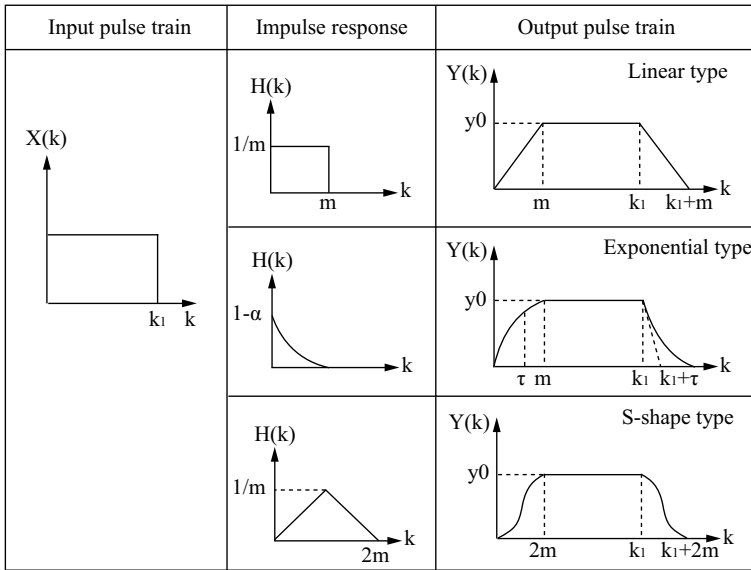 Input pulse train
Impulse response
Output pulse train
X(k)
k₁ k
H(k)
1/m
m
k
Y(k)
Linear type
y0
m
k₁
k₁+m
k
H(k)
1-α
k
Y(k)
Exponential type
y0
τ
m
k₁
k₁+τ
k
H(k)
1/m
2m
k
Y(k)
S-shape type
y0
2m
k₁
k₁+2m
k